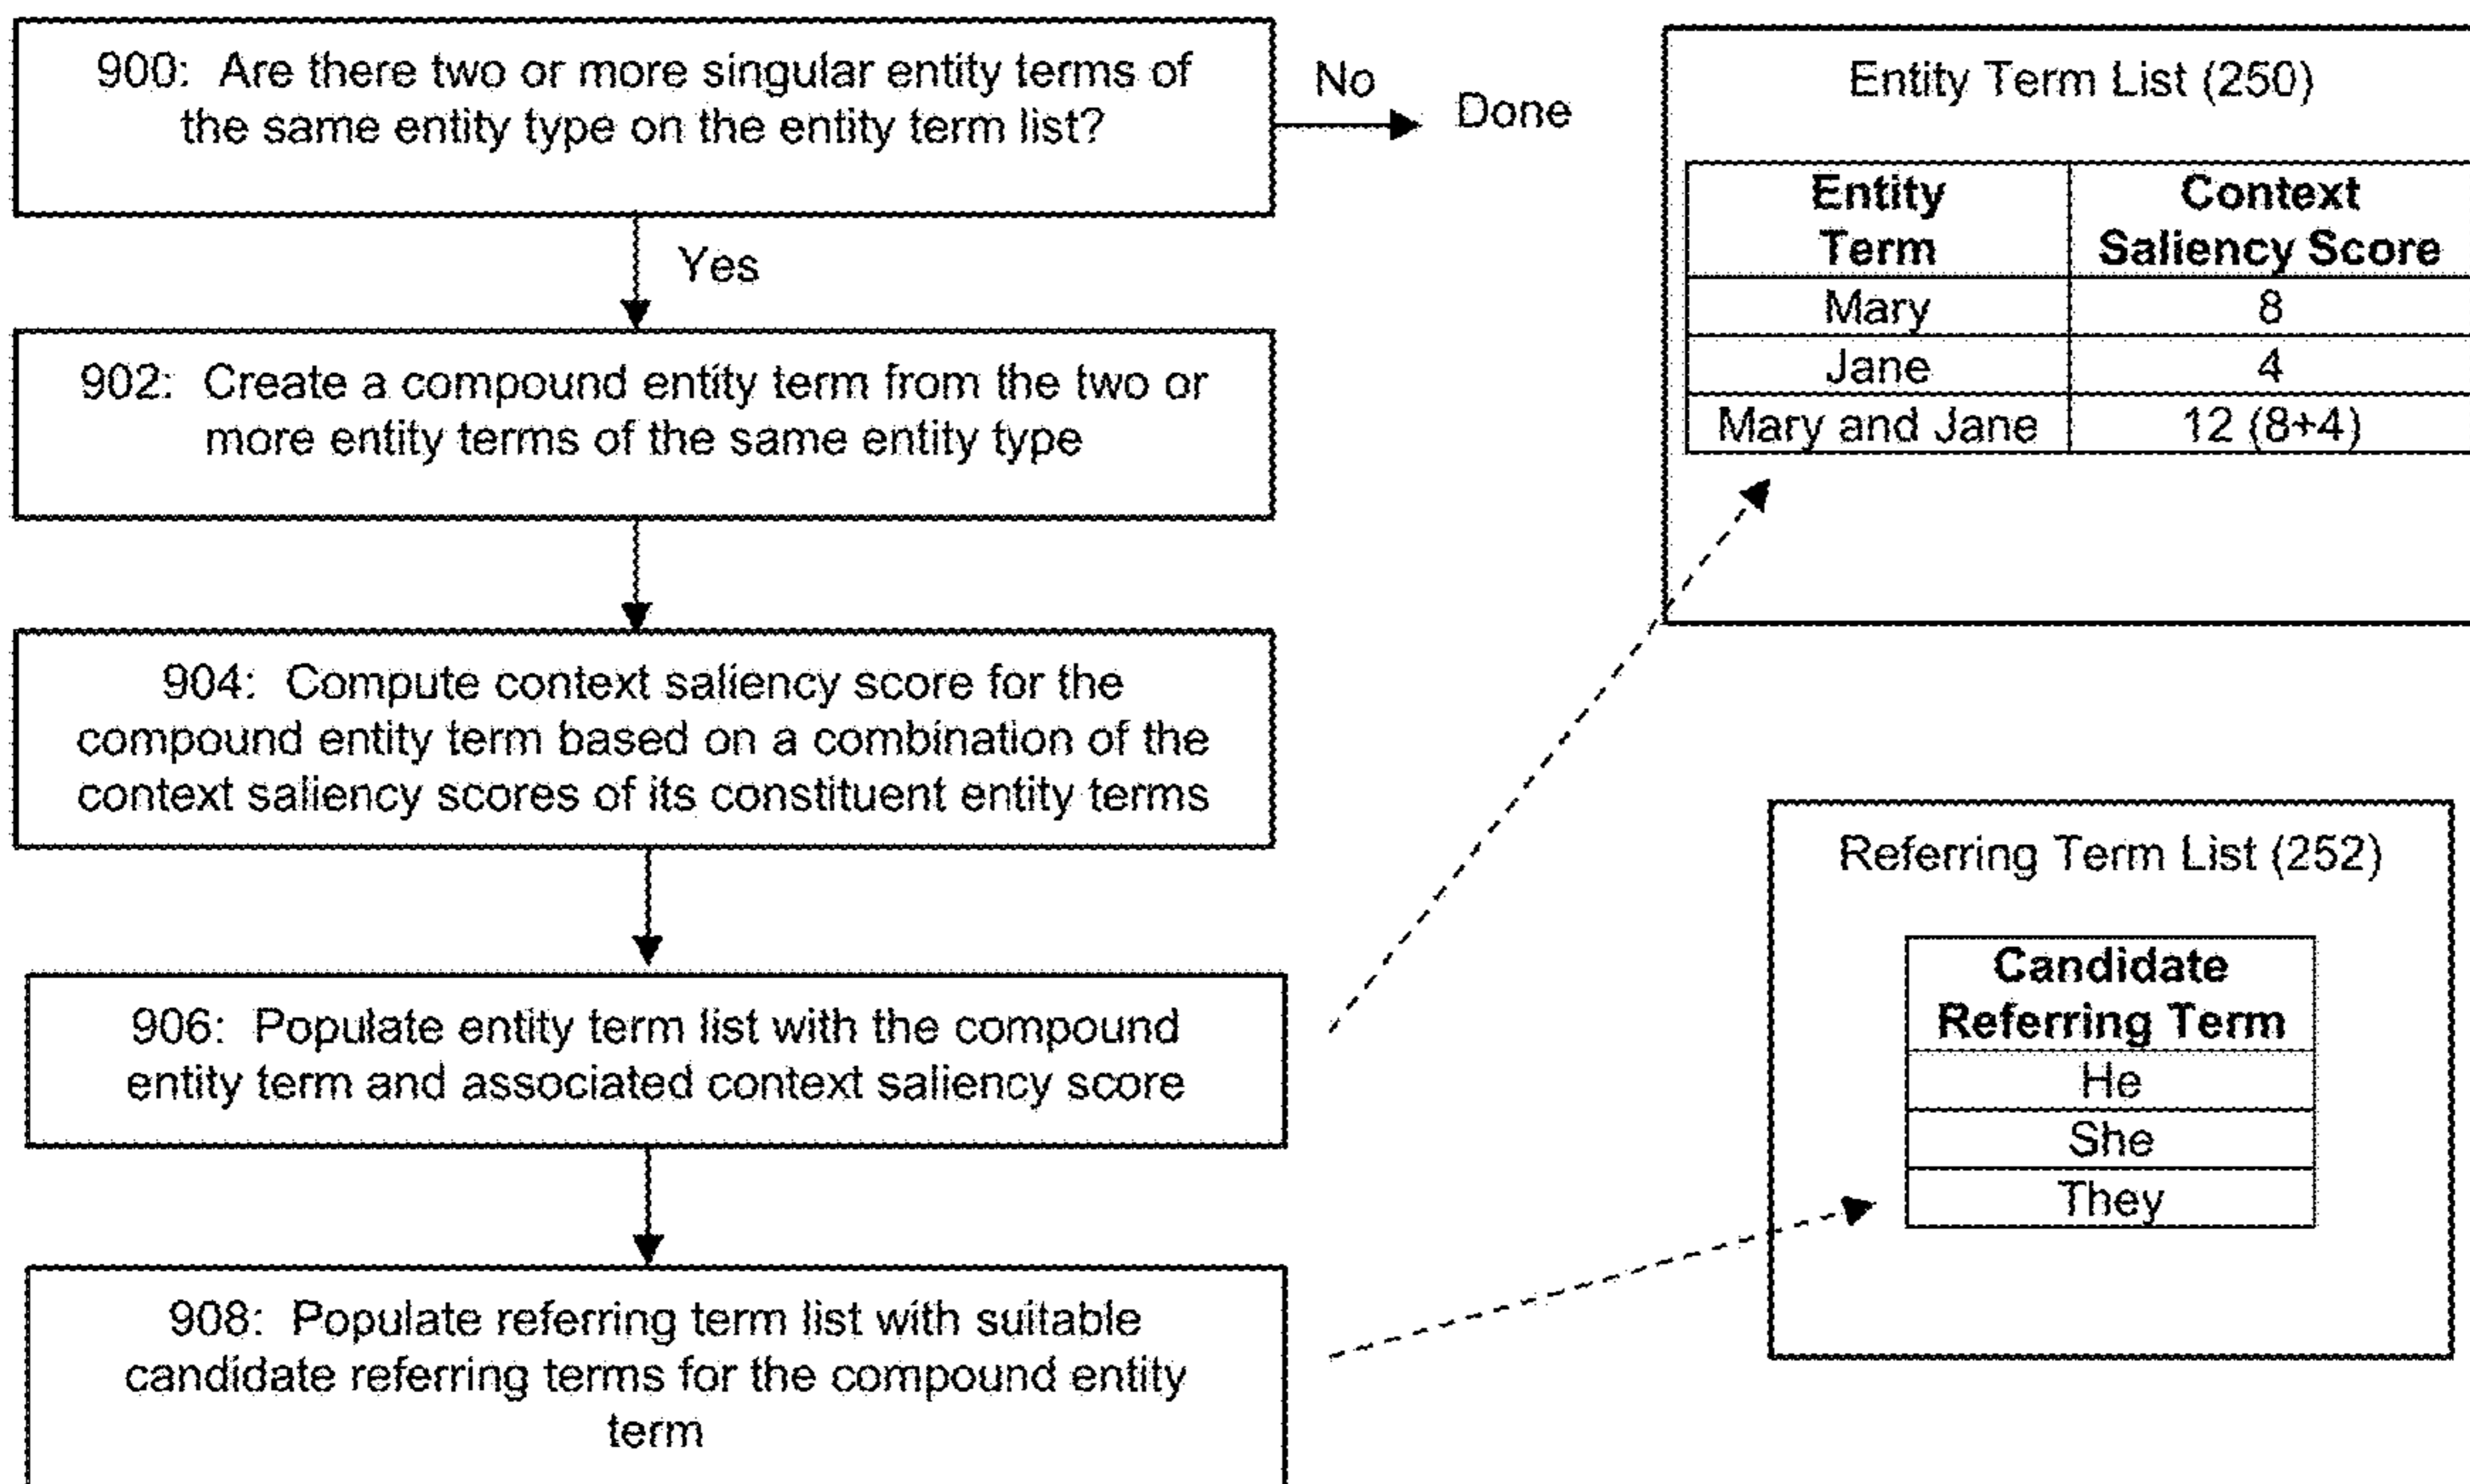 900: Are there two or more singular entity terms of
the same entity type on the entity term list?
No
Done
Yes
902: Create a compound entity term from the two or
more entity terms of the same entity type
904: Compute context saliency score for the
compound entity term based on a combination of the
context saliency scores of its constituent entity terms
906: Populate entity term list with the compound
entity term and associated context saliency score
908: Populate referring term list with suitable
candidate referring terms for the compound entity
term
Entity Term List (250)
Entity Context
Term Saliency Score
Mary 8
Jane 4
Mary and Jane 12 (8+4)
Referring Term List (252)
Candidate
Referring Term
He
She
They